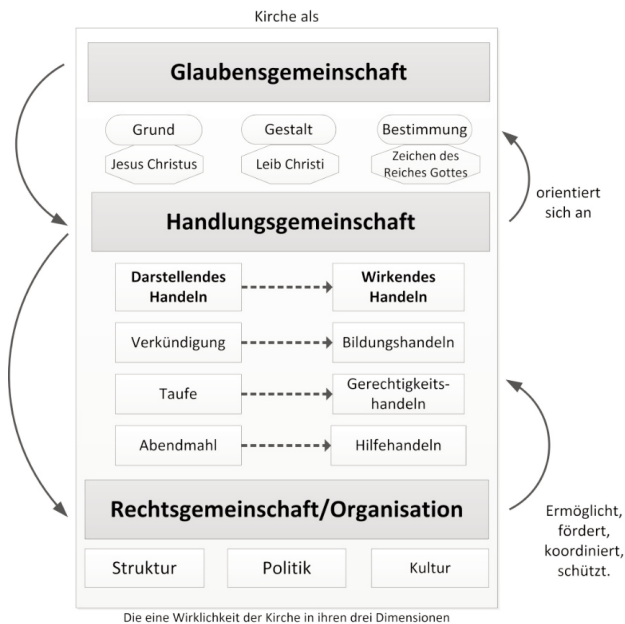 Kirche als
Glaubensgemeinschaft
Grund
Gestalt
Bestimmung
Jesus Christus
Leib Christi
Zeichen des
Reiches Gottes
orientiert
sich an
Handlungsgemeinschaft
Darstellendes
Handeln
Wirkendes
Handeln
Verkündigung
Bildungshandeln
Taufe
Gerechtigkeits-
handeln
Abendmahl
Hilfehandeln
Rechtsgemeinschaft/Organisation
Ermöglicht,
fördert,
koordiniert,
schützt.
Struktur
Politik
Kultur
Die eine Wirklichkeit der Kirche in ihren drei Dimensionen